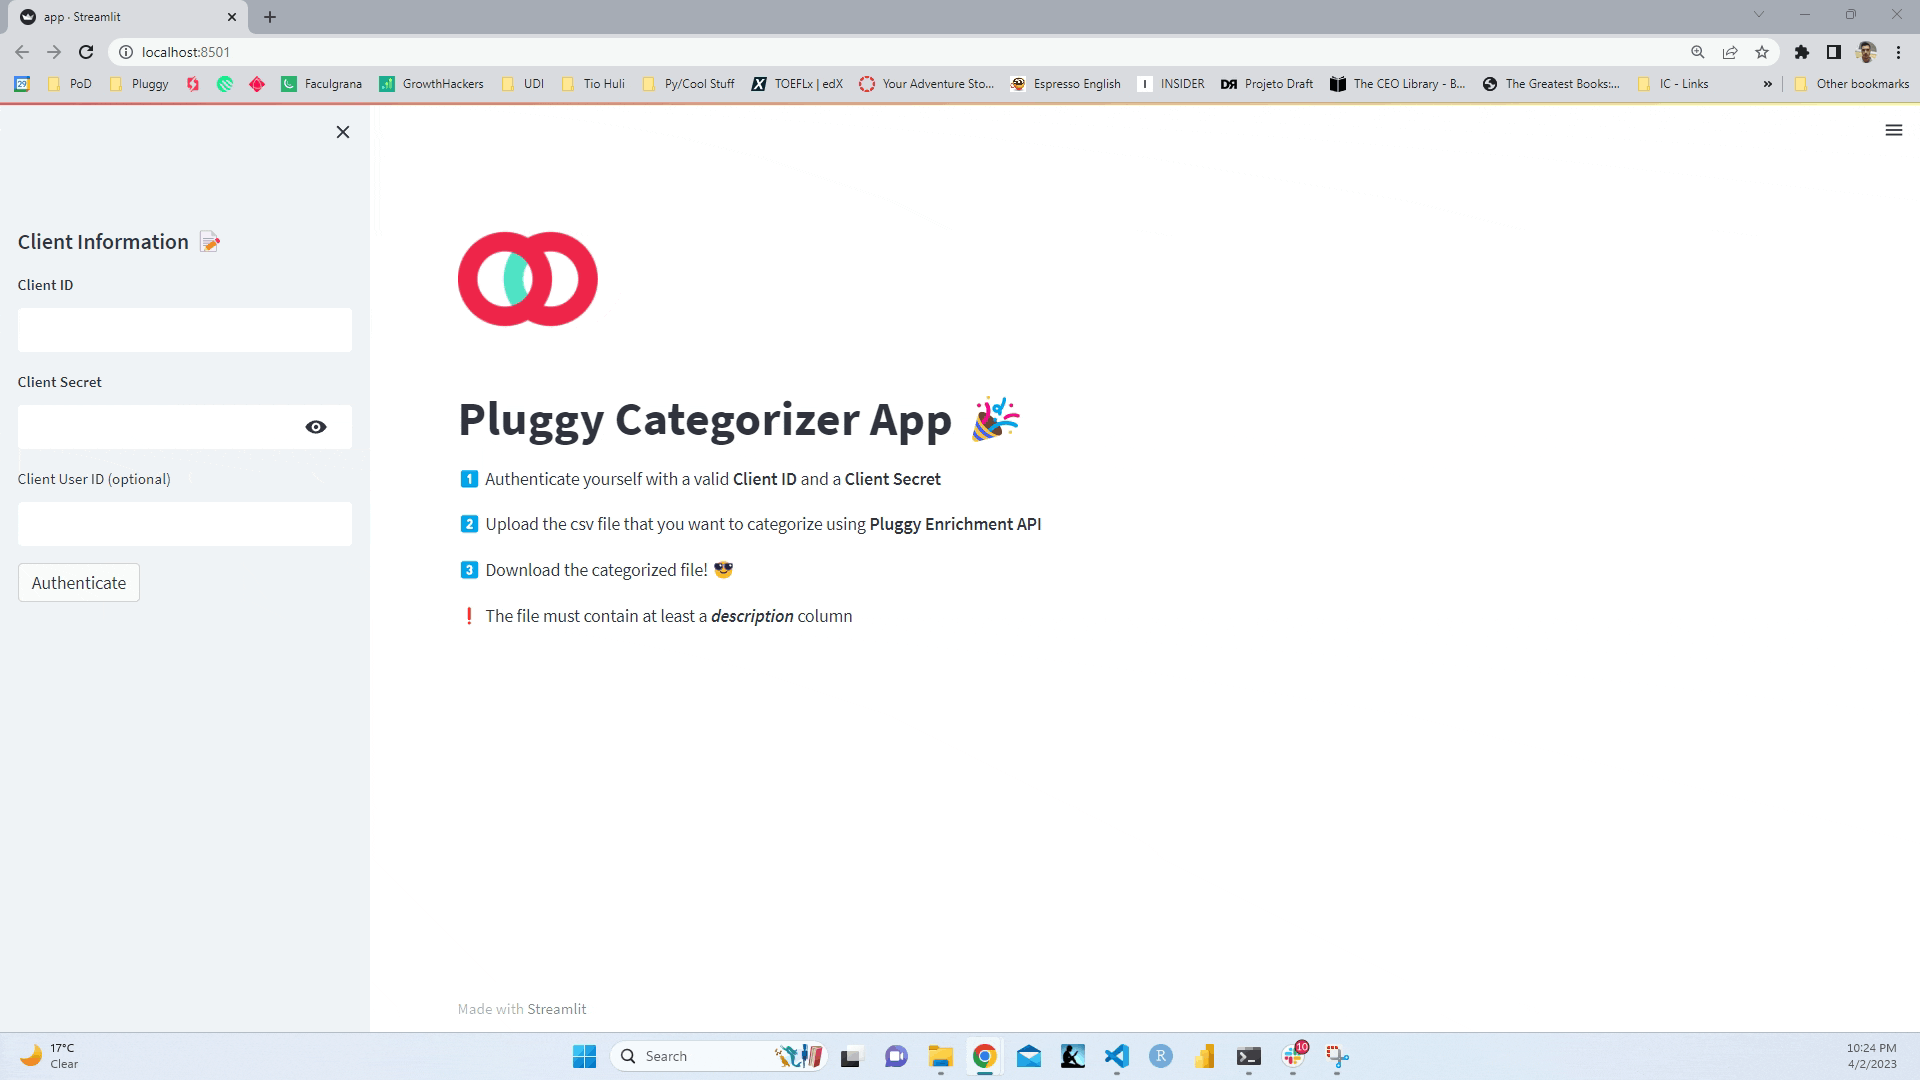 app · Streamlit
localhost:8501
29 PoD Pluggy Faculgrana GrowthHackers UDI Tio Huli Py/Cool Stuff TOEFLx | edX Your Adventure Sto... Espresso English I INSIDER DR Projeto Draft The CEO Library - B... The Greatest Books:... IC - Links » Other bookmarks
Client Information
Client ID
Client Secret
Client User ID (optional)
Authenticate
Pluggy Categorizer App
1 Authenticate yourself with a valid Client ID and a Client Secret
2 Upload the csv file that you want to categorize using Pluggy Enrichment API
3 Download the categorized file!
❗ The file must contain at least a description column
Made with Streamlit
17°C
Clear
Search
R
10
10:24 PM
4/2/2023